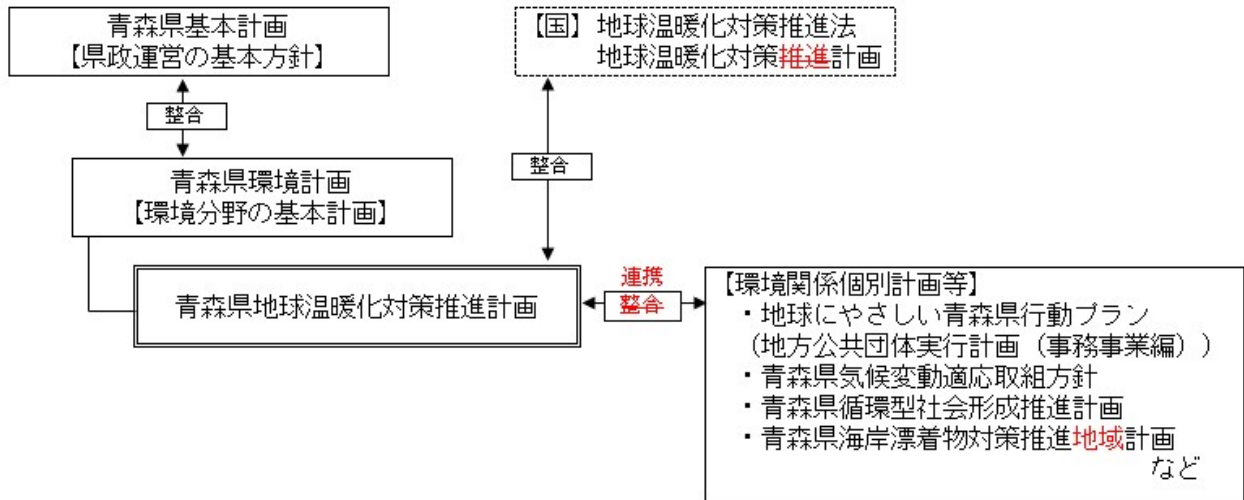 青森県基本計画
【県政運営の基本方針】
【国】地球温暖化対策推進法
地球温暖化対策推進計画
整合
整合
青森県環境計画
【環境分野の基本計画】
青森県地球温暖化対策推進計画
連携
整合
【環境関係個別計画等】
・地球にやさしい青森県行動プラン
(地方公共団体実行計画(事務事業編))
・青森県気候変動適応取組方針
・青森県循環型社会形成推進計画
・青森県海岸漂着物対策推進地域計画
など